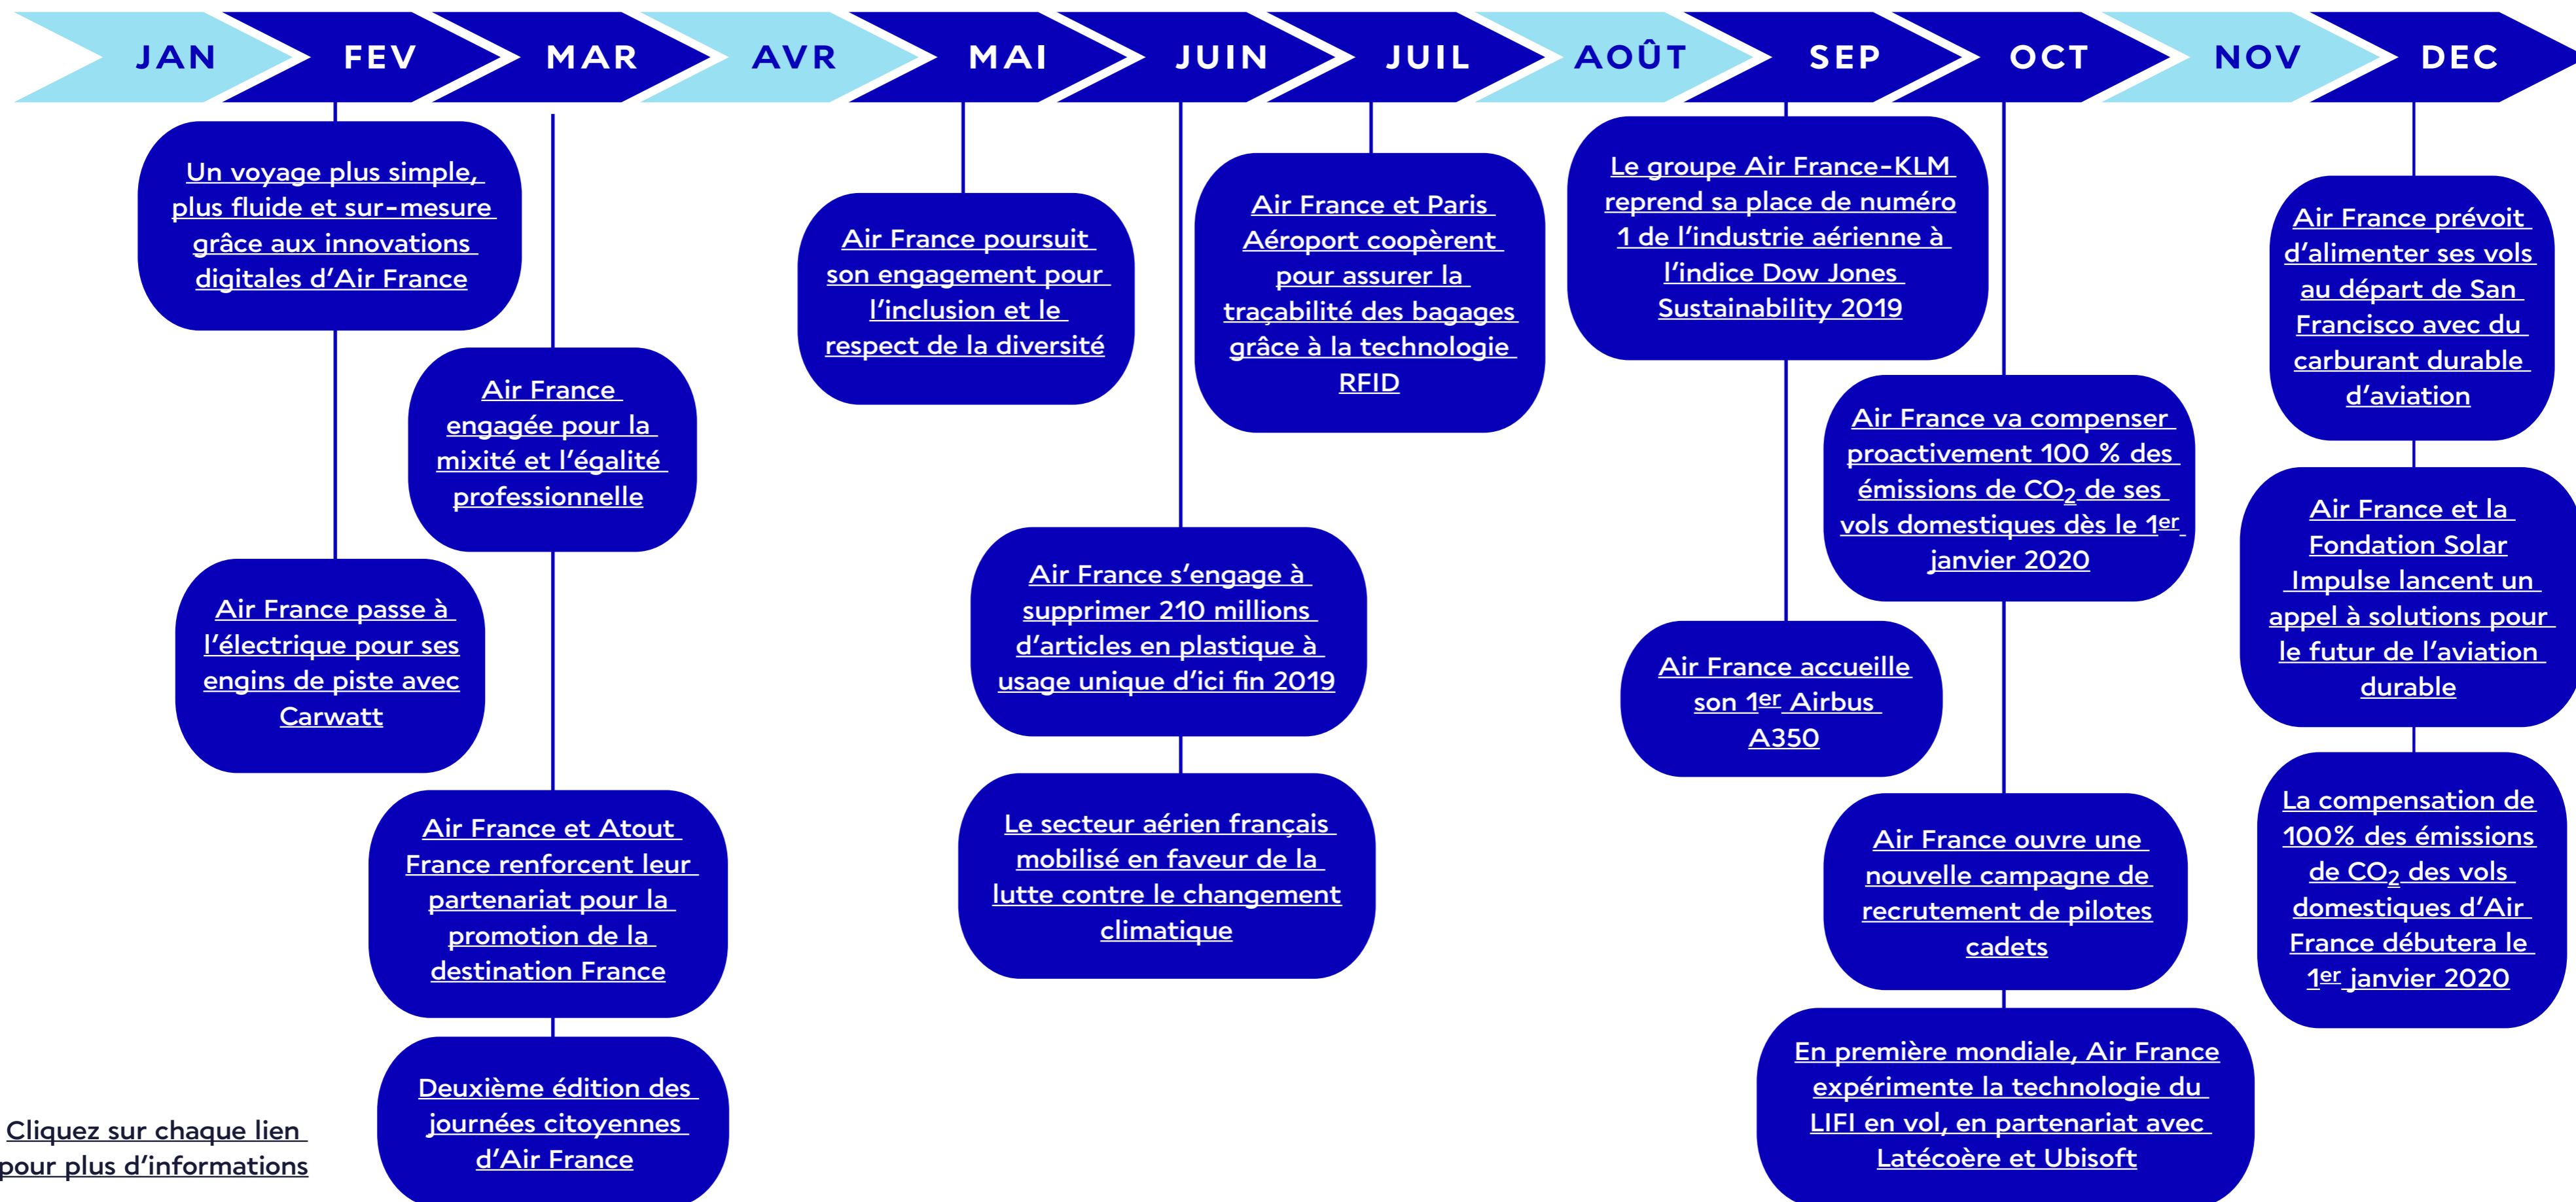 JAN
FEV
MAR
AVR
MAI
JUIN
JUIL
AOÛT
SEP
OCT
NOV
DEC
Un voyage plus simple,
plus fluide et sur-mesure
grâce aux innovations
digitales d’Air France
Air France passe à
l’électrique pour ses
engins de piste avec
Carwatt
Air France
engagée pour la
mixité et l’égalité
professionnelle
Air France et Atout
France renforcent leur
partenariat pour la
promotion de la
destination France
Deuxième édition des
journées citoyennes
d’Air France
Air France poursuit
son engagement pour
l’inclusion et le
respect de la diversité
Air France s’engage à
supprimer 210 millions
d’articles en plastique à
usage unique d’ici fin 2019
Le secteur aérien français
mobilisé en faveur de la
lutte contre le changement
climatique
Air France et Paris
Aéroport coopèrent
pour assurer la
traçabilité des bagages
grâce à la technologie
RFID
Le groupe Air France-KLM
reprend sa place de numéro
1 de l’industrie aérienne à
l’indice Dow Jones
Sustainability 2019
Air France accueille
son 1er Airbus
A350
Air France va compenser
proactivement 100 % des
émissions de CO2 de ses
vols domestiques dès le 1er
janvier 2020
Air France ouvre une
nouvelle campagne de
recrutement de pilotes
cadets
En première mondiale, Air France
expérimente la technologie du
LIFI en vol, en partenariat avec
Latécoère et Ubisoft
Air France prévoit
d’alimenter ses vols
au départ de San
Francisco avec du
carburant durable
d’aviation
Air France et la
Fondation Solar
Impulse lancent un
appel à solutions pour
le futur de l’aviation
durable
La compensation de
100% des émissions
de CO2 des vols
domestiques d’Air
France débutera le
1er janvier 2020
Cliquez sur chaque lien
pour plus d’informations